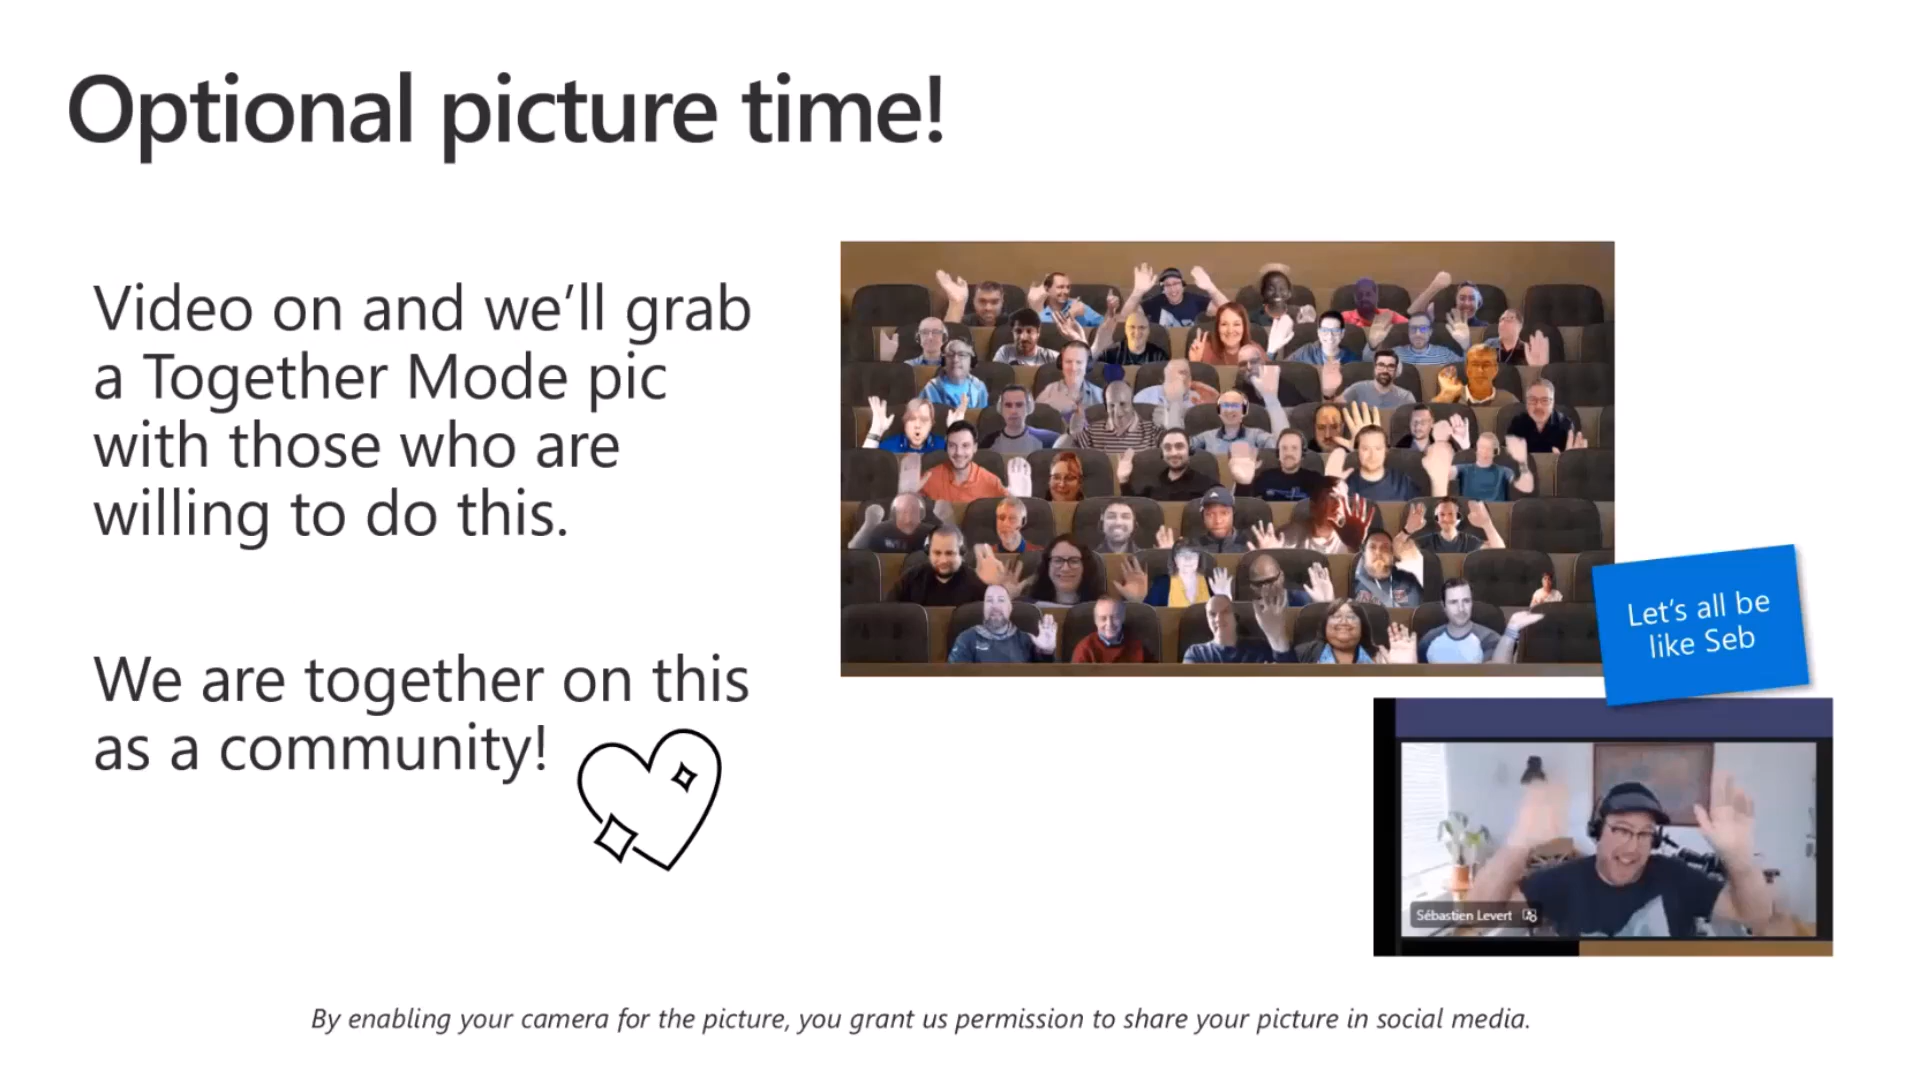 Optional picture time!
Video on and we’ll grab
a Together Mode pic
with those who are
willing to do this.
We are together on this
as a community!
Let’s all be
like Seb
Sébastien Levert
By enabling your camera for the picture, you grant us permission to share your picture in social media.